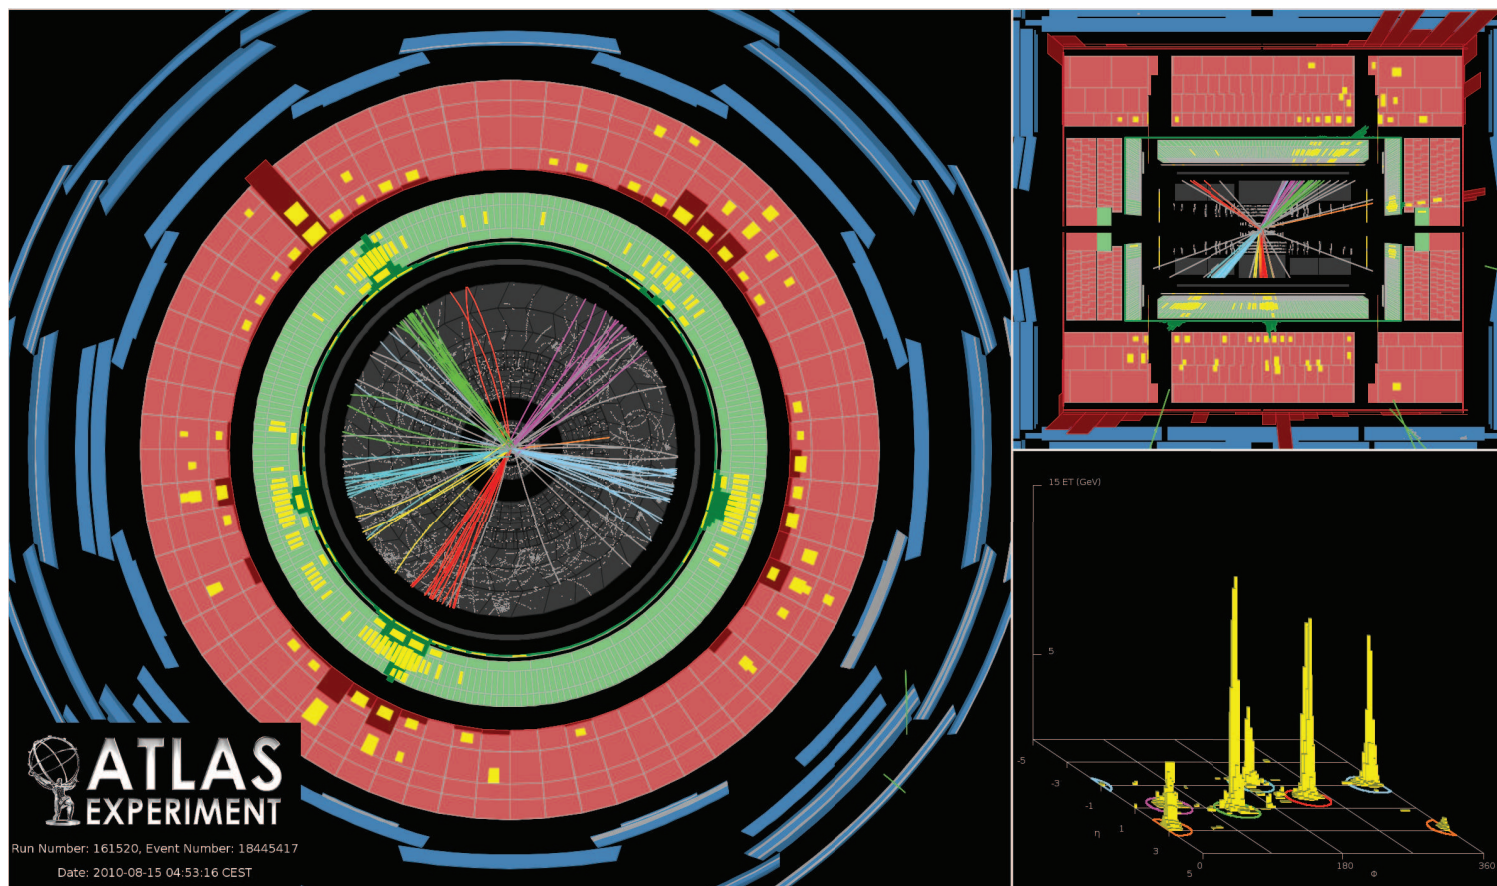 ATLAS
EXPERIMENT
Run Number: 161520, Event Number: 18445417
Date: 2010-08-15 04:53:16 CEST
15 ET (GeV)
5
-5
-3
-1
η
1
3
5
0
180
360
Φ